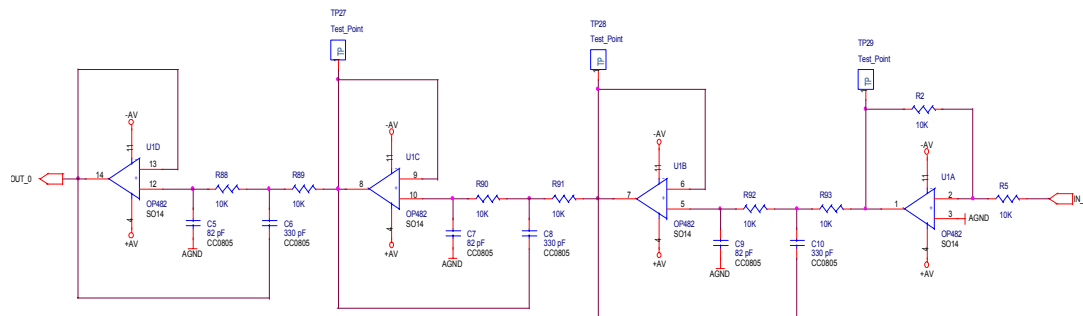 TP27
Test_Point
TP
TP28
Test_Point
TP
TP29
Test_Point
TP
R2
10K
-AV
11
U1D
13
14
12
OP482
SO14
4
+AV
R88
10K
R89
10K
C5
82 pF
CC0805
AGND
C6
330 pF
CC0805
-AV
11
U1C
9
8
10
OP482
SO14
4
+AV
R90
10K
R91
10K
C7
82 pF
CC0805
AGND
C8
330 pF
CC0805
-AV
11
U1B
6
7
5
OP482
SO14
4
+AV
R92
10K
R93
10K
C9
82 pF
CC0805
AGND
C10
330 pF
CC0805
-AV
11
U1A
2
1
3
AGND
OP482
SO14
4
+AV
R5
10K
IN_